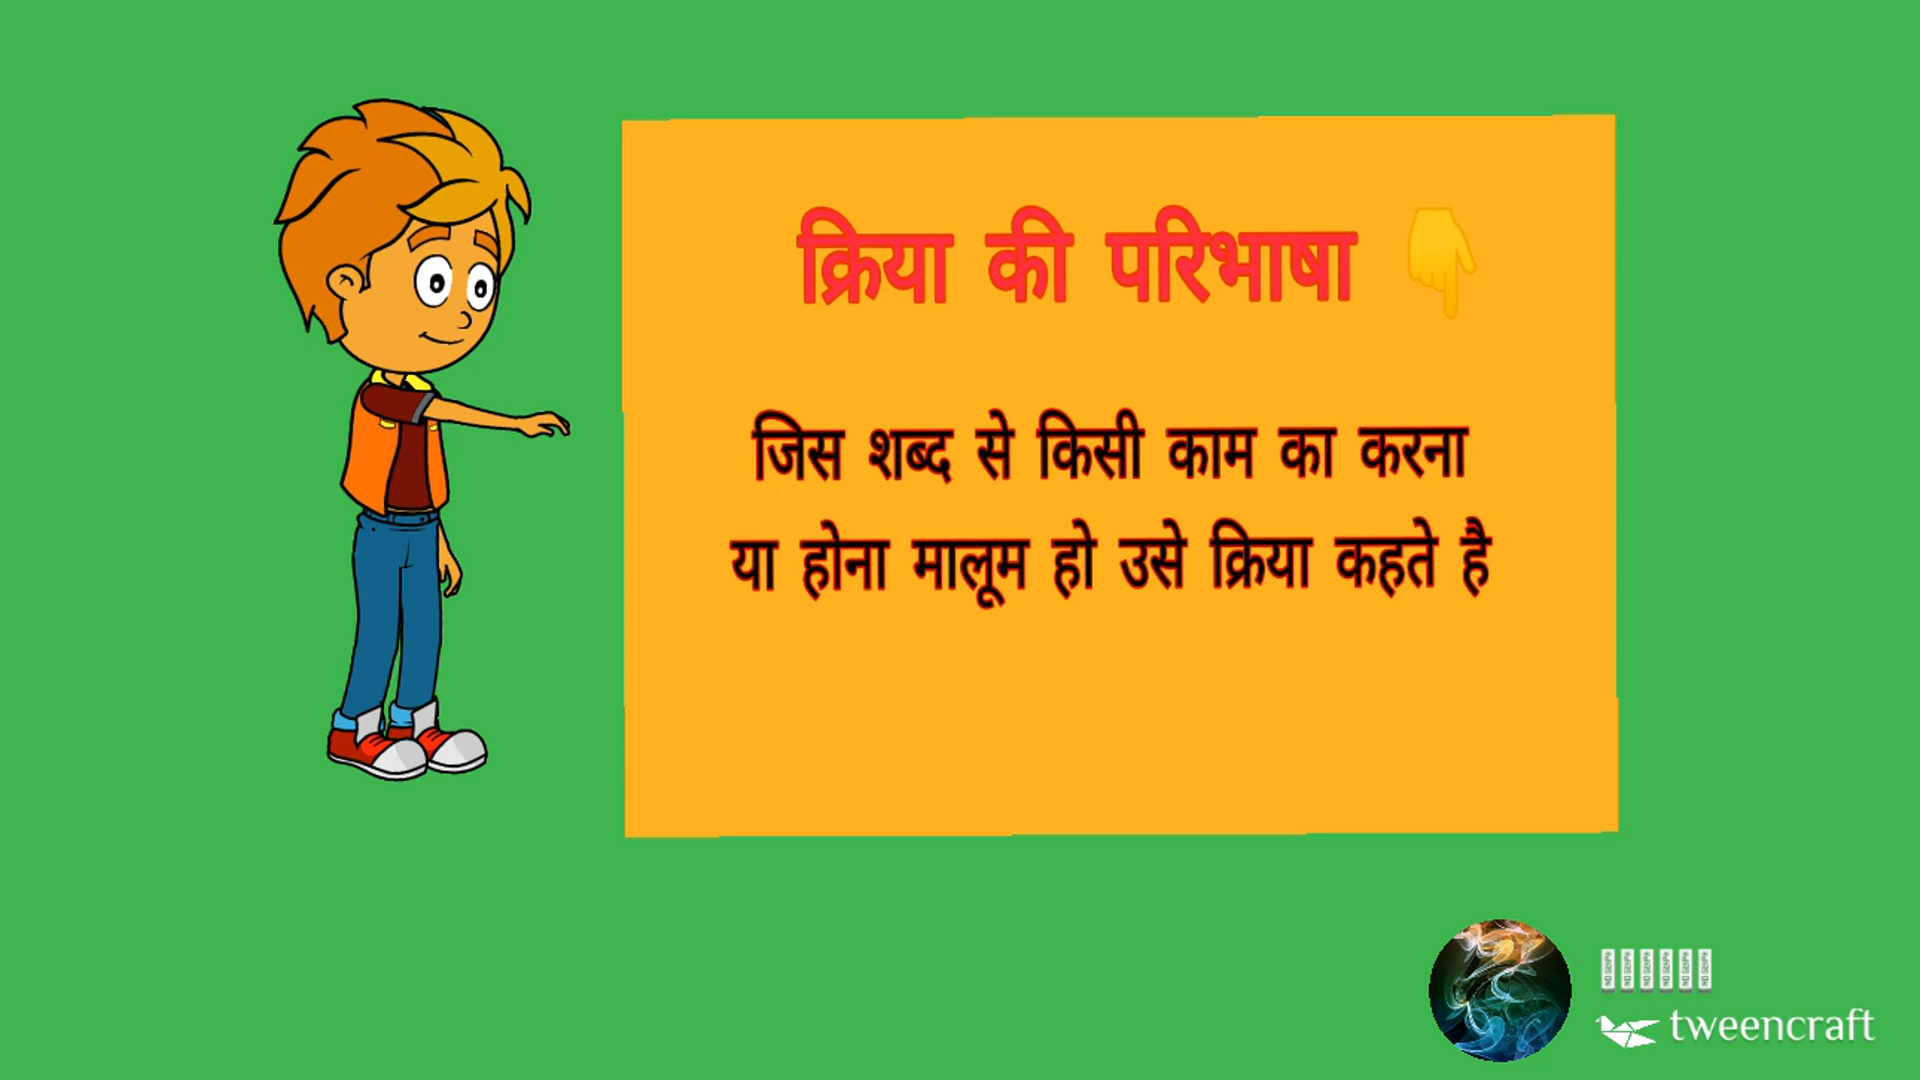 क्रिया की परिभाषा 👇
जिस शब्द से किसी काम का करना
या होना मालूम हो उसे क्रिया कहते है
tweencraft